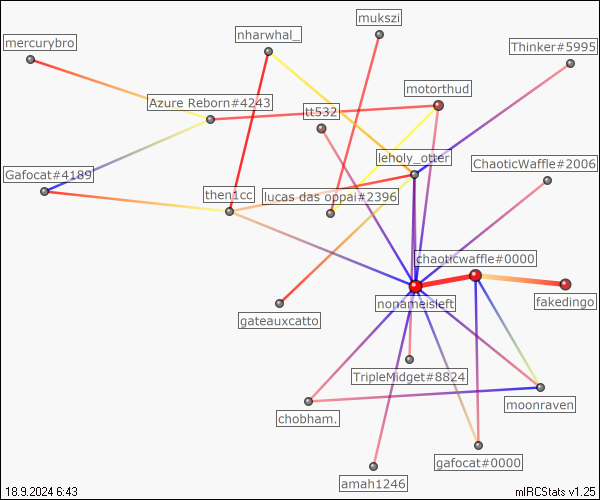 mukszi
nharwhal_
mercurybro
Thinker#5995
motorthud
Azure Reborn#4243
tt532
leholy_otter
ChaoticWaffle#2006
Gafocat#4189
then1cc
lucas das oppai#2396
chaoticwaffle#0000
nonameisleft
fakedingo
gateauxcatto
TripleMidget#8824
moonraven
chobham.
gafocat#0000
amah1246
18.9.2024 6:43
mIRCStats v1.25